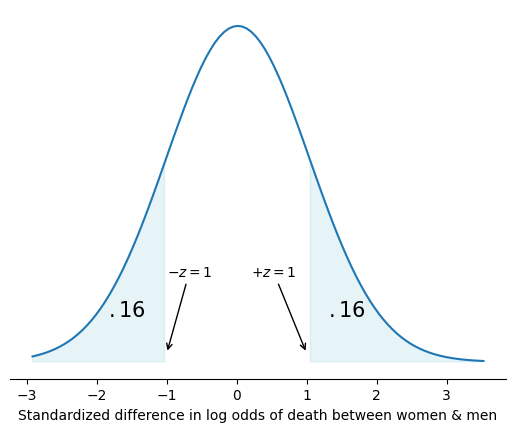 −z = 1 +z = 1
.16 .16
−3 −2 −1 0 1 2 3
Standardized difference in log odds of death between women & men